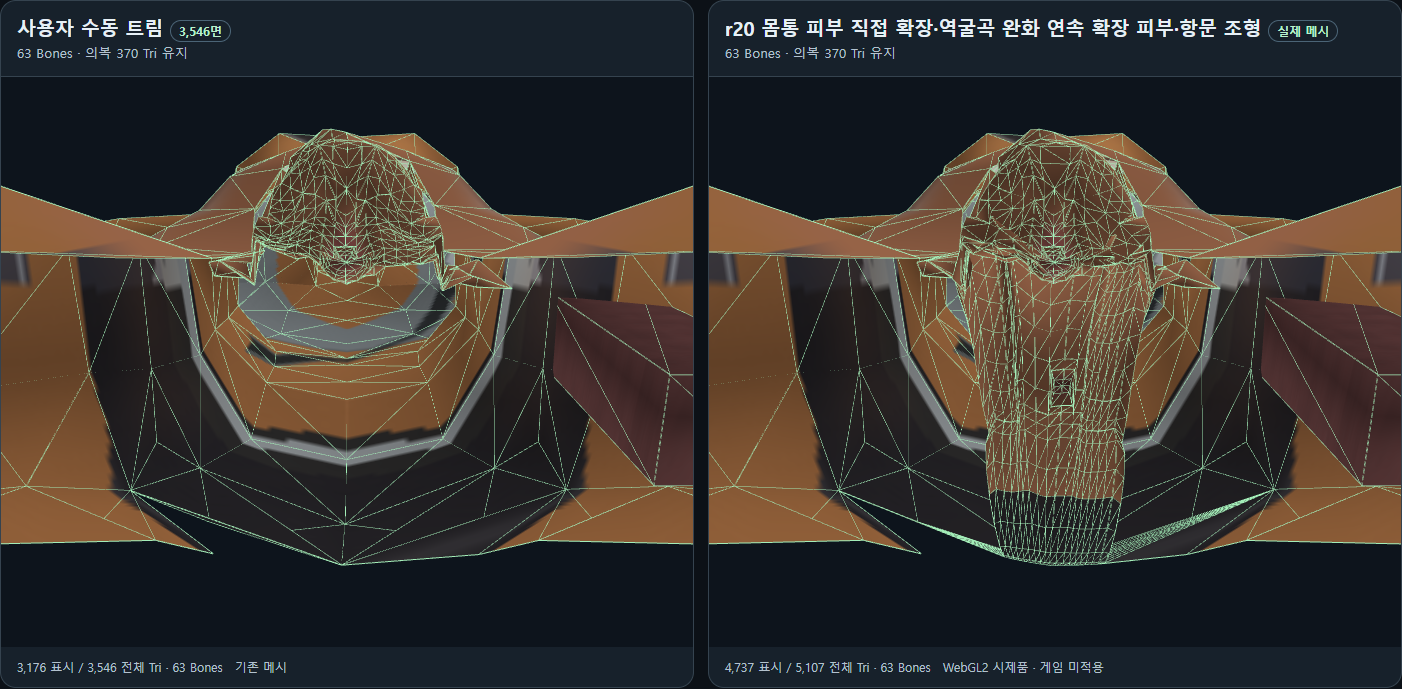 사용자 수동 트림 3,546면
63 Bones · 의복 370 Tri 유지
3,176 표시 / 3,546 전체 Tri · 63 Bones 기존 메시
r20 몸통 피부 직접 확장·역굴곡 완화 연속 확장 피부·항문 조형 실제 메시
63 Bones · 의복 370 Tri 유지
4,737 표시 / 5,107 전체 Tri · 63 Bones WebGL2 시제품 · 게임 미적용